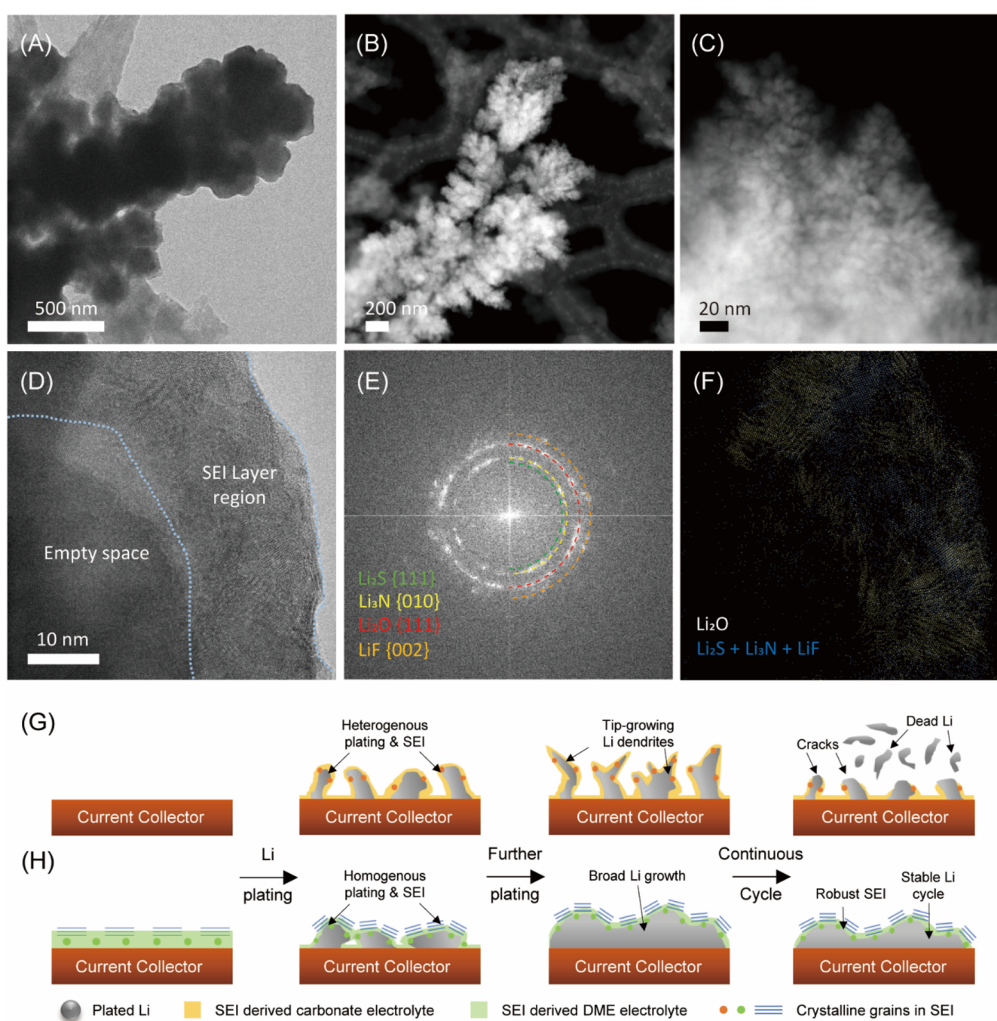 (A)
500 nm
(B)
200 nm
(C)
20 nm
(D)
SEI Layer
region
Empty space
10 nm
(E)
Li₂S {111}
Li₃N {010}
Li₂O {111}
LiF {002}
(F)
Li₂O
Li₂S + Li₃N + LiF
(G)
Current Collector
Heterogenous
plating & SEI
Current Collector
Tip-growing
Li dendrites
Current Collector
Dead Li
Cracks
Current Collector
(H)
Li
plating
Further
plating
Continuous
Cycle
Current Collector
Homogenous
plating & SEI
Current Collector
Broad Li growth
Current Collector
Robust SEI
Stable Li
cycle
Current Collector
Plated Li
SEI derived carbonate electrolyte
SEI derived DME electrolyte
Crystalline grains in SEI